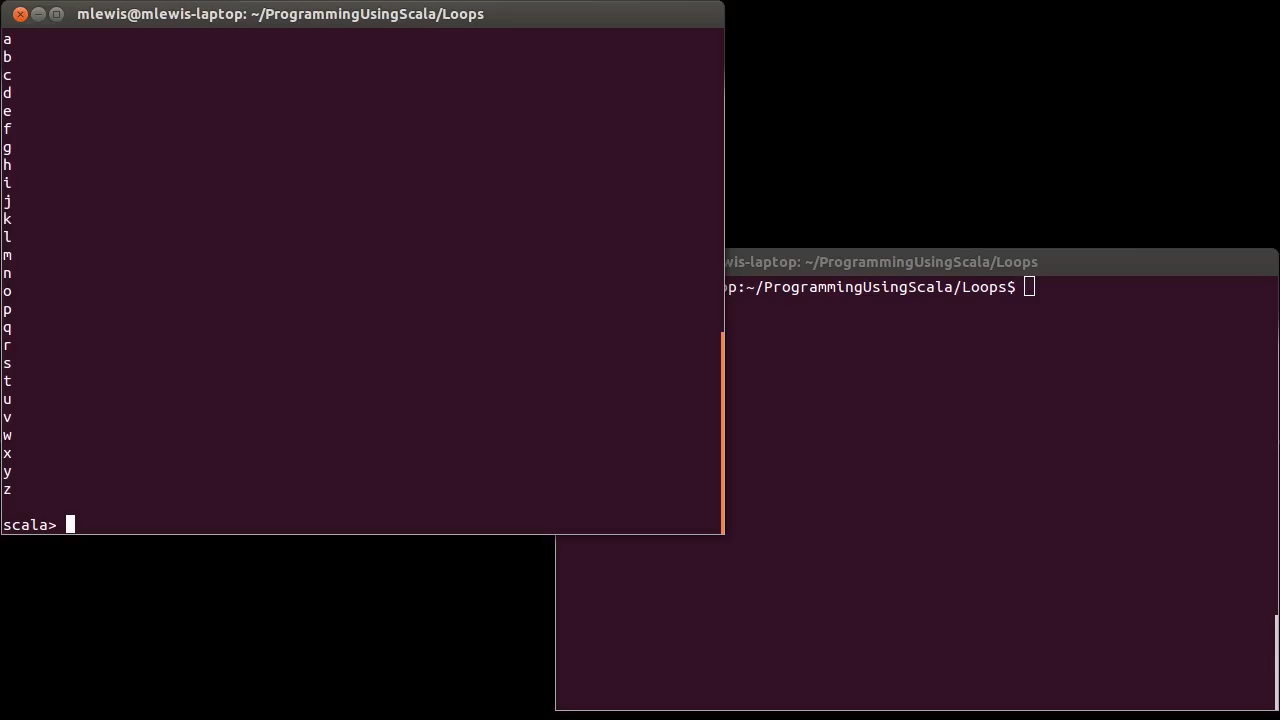 mlewis@mlewis-laptop: ~/ProgrammingUsingScala/Loops
a
b
c
d
e
f
g
h
i
j
k
l
m
n
o
p
q
r
s
t
u
v
w
x
y
z
scala>
wis-laptop: ~/ProgrammingUsingScala/Loops
op:~/ProgrammingUsingScala/Loops$